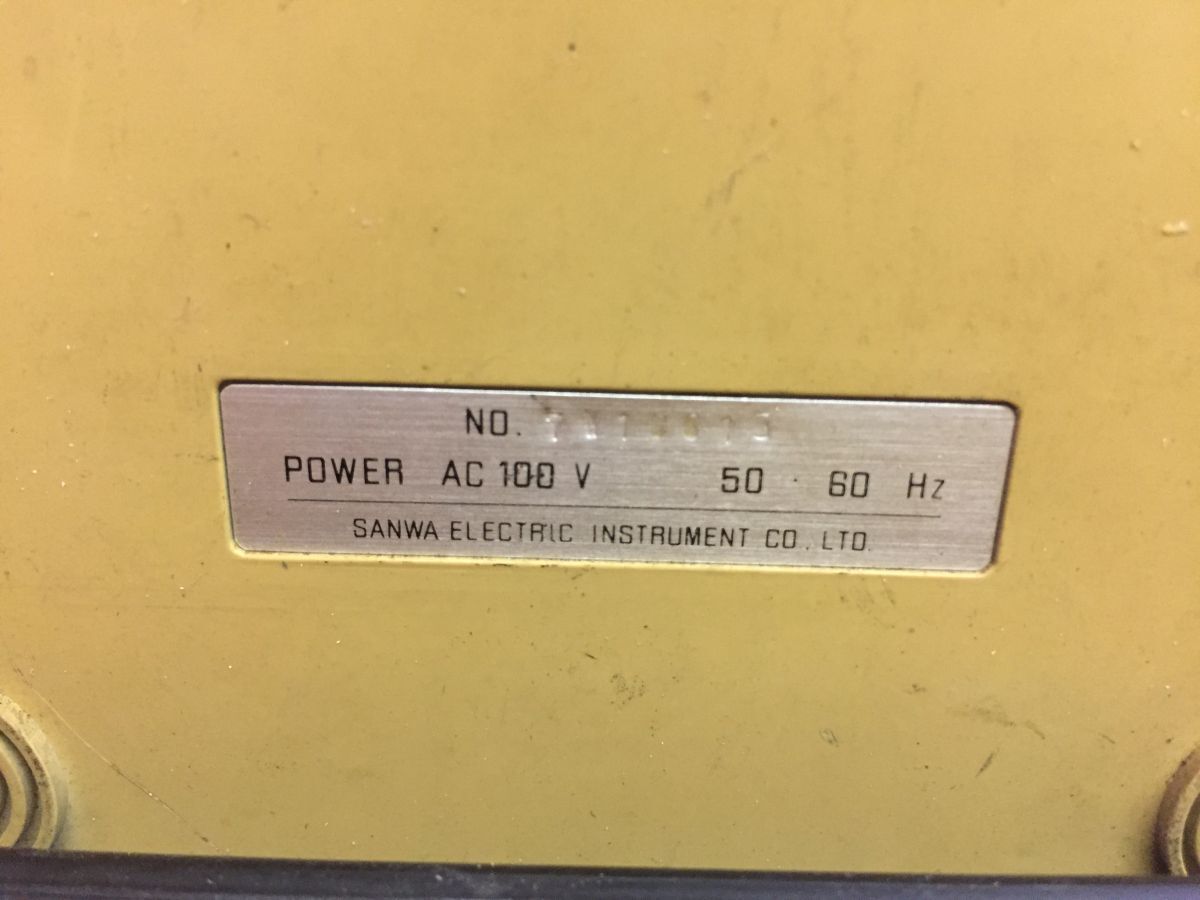 NO.
POWER AC 100 V 50 · 60 Hz
SANWA ELECTRIC INSTRUMENT CO., LTD.